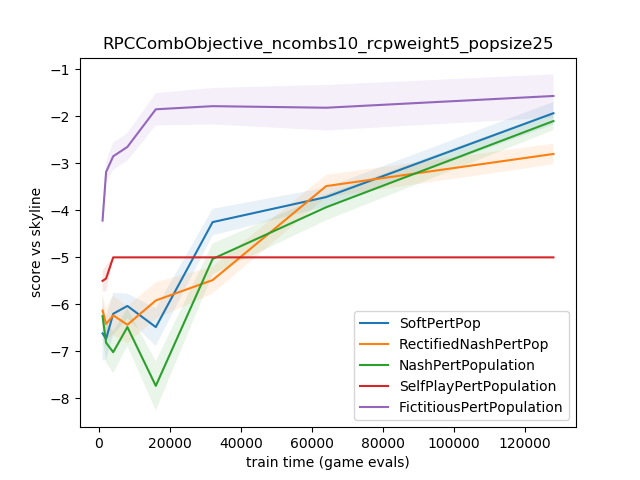 RPCCombObjective_ncombs10_rcpweight5_popsize25
−1
−2
−3
−4
−5
−6
−7
−8
score vs skyline
SoftPertPop
RectifiedNashPertPop
NashPertPopulation
SelfPlayPertPopulation
FictitiousPertPopulation
0 20000 40000 60000 80000 100000 120000
train time (game evals)